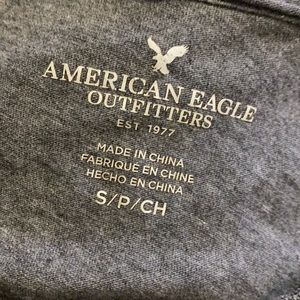 AMERICAN EAGLE
OUTFITTERS
EST 1977
MADE IN CHINA
FABRIQUÉ EN CHINE
HECHO EN CHINA
S/P/CH